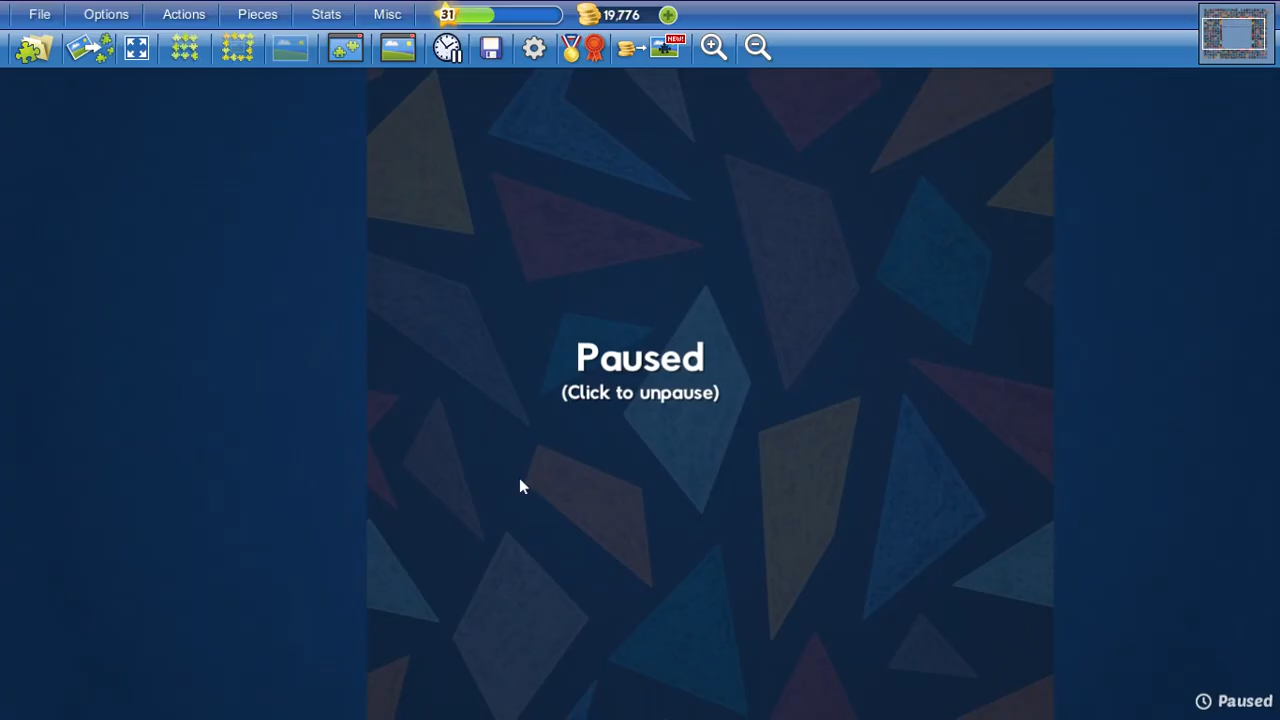 File Options Actions Pieces Stats Misc 31 19,776
NEW!
Paused
(Click to unpause)
Paused